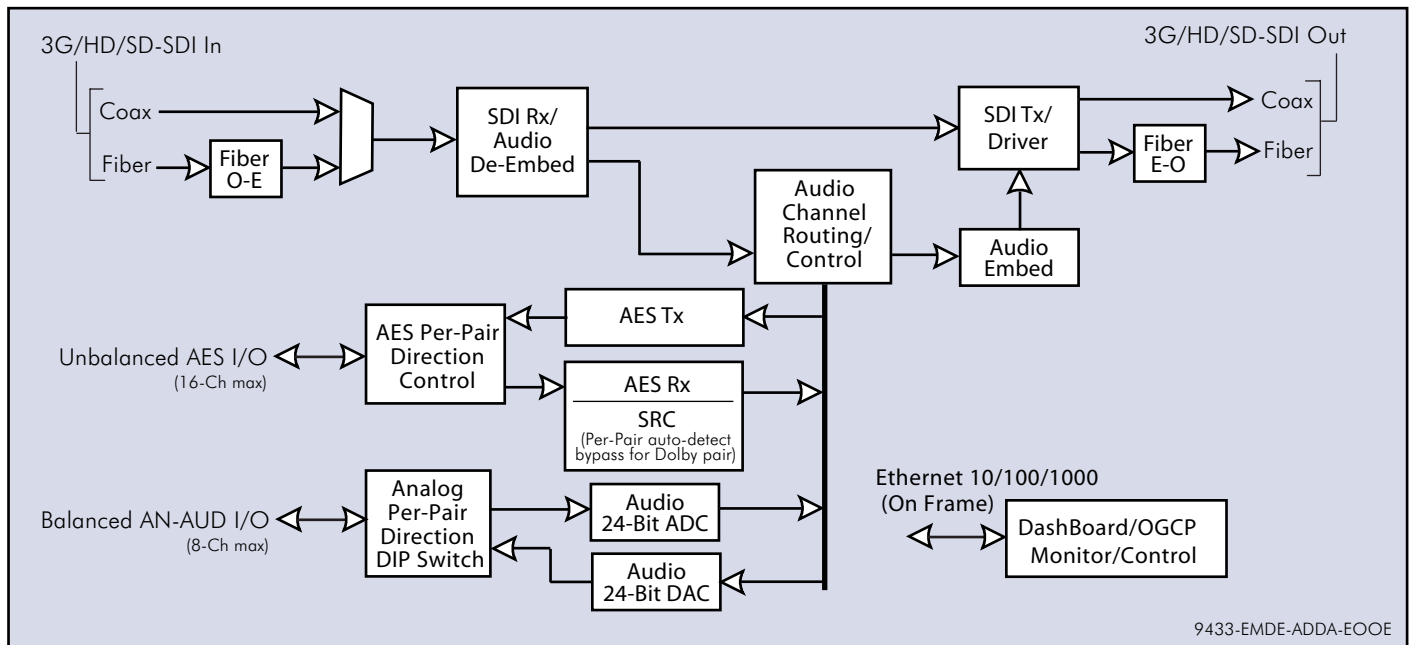 3G/HD/SD-SDI In
3G/HD/SD-SDI Out
Coax
Fiber
Fiber
O-E
SDI Rx/
Audio
De-Embed
SDI Tx/
Driver
Coax
Fiber
E-O
Fiber
Audio
Channel
Routing/
Control
Audio
Embed
Unbalanced AES I/O
(16-Ch max)
AES Per-Pair
Direction
Control
AES Tx
AES Rx
SRC
(Per-Pair auto-detect
bypass for Dolby pair)
Balanced AN-AUD I/O
(8-Ch max)
Analog
Per-Pair
Direction
DIP Switch
Audio
24-Bit ADC
Audio
24-Bit DAC
Ethernet 10/100/1000
(On Frame)
DashBoard/OGCP
Monitor/Control
9433-EMDE-ADDA-EOOE